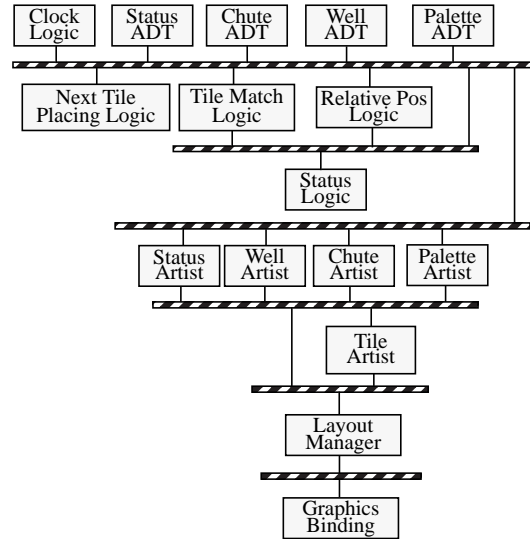 Clock
Logic
Status
ADT
Chute
ADT
Well
ADT
Palette
ADT
Next Tile
Placing Logic
Tile Match
Logic
Relative Pos
Logic
Status
Logic
Status
Artist
Well
Artist
Chute
Artist
Palette
Artist
Tile
Artist
Layout
Manager
Graphics
Binding